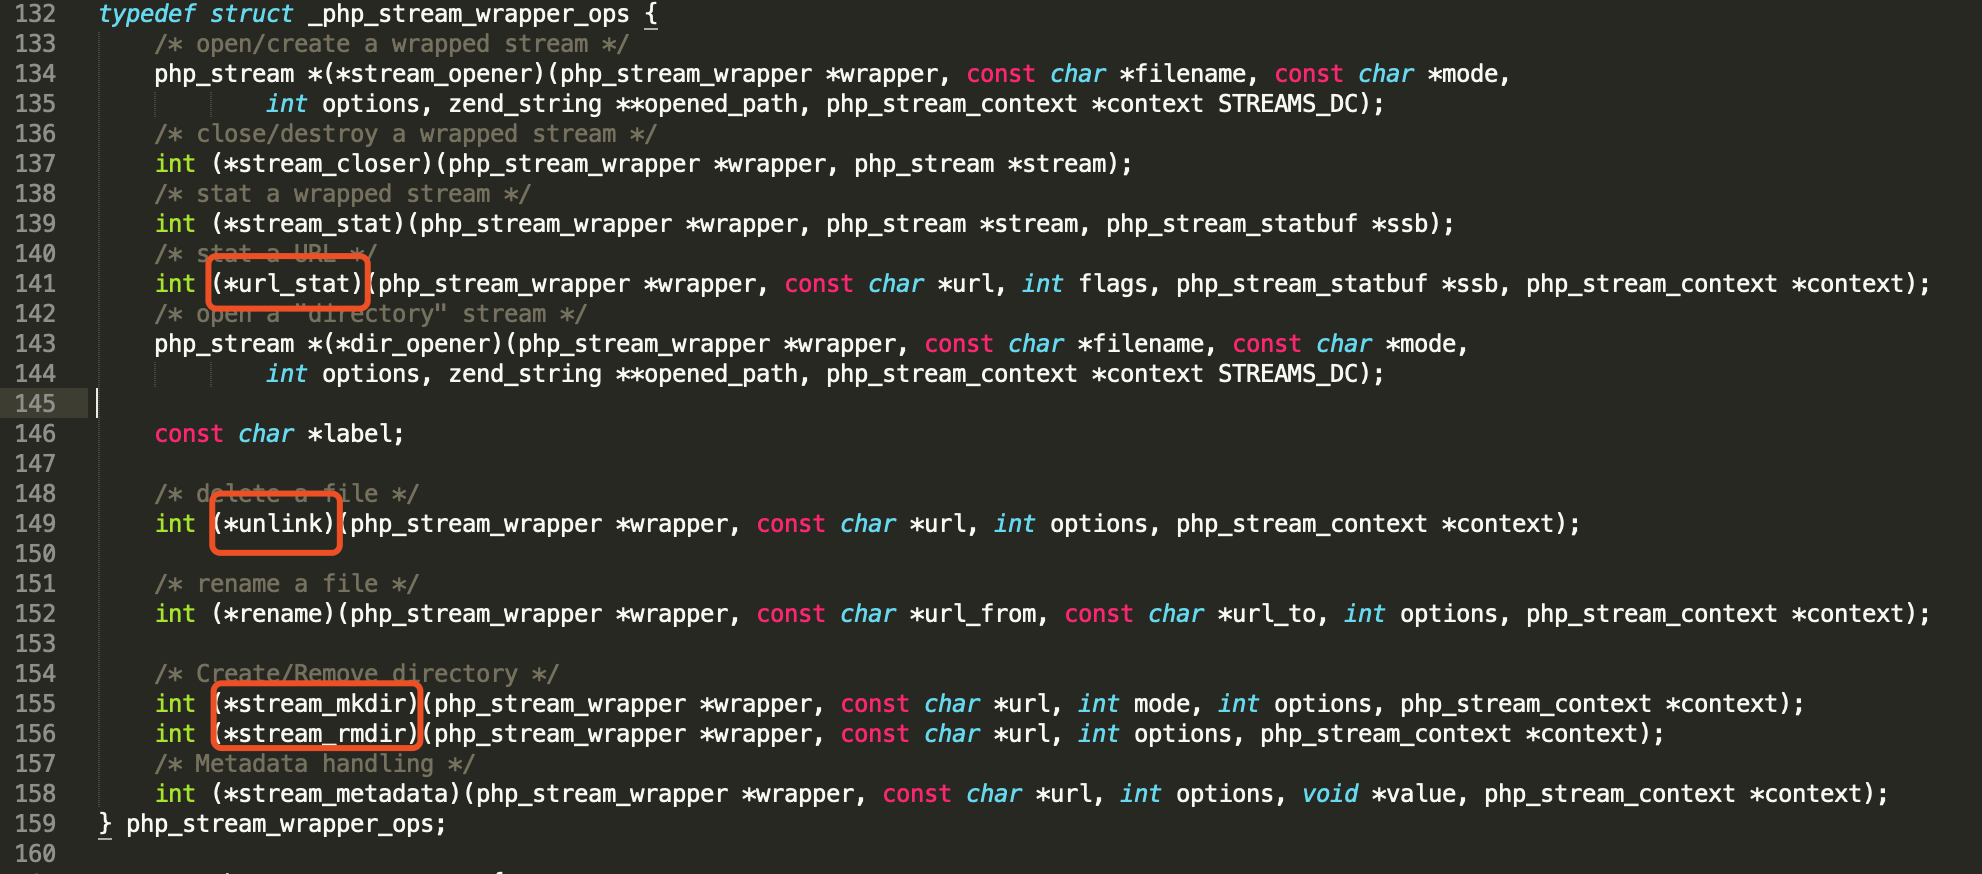 132 typedef struct _php_stream_wrapper_ops {
133 /* open/create a wrapped stream */
134 php_stream *(*stream_opener)(php_stream_wrapper *wrapper, const char *filename, const char *mode,
135 int options, zend_string **opened_path, php_stream_context *context STREAMS_DC);
136 /* close/destroy a wrapped stream */
137 int (*stream_closer)(php_stream_wrapper *wrapper, php_stream *stream);
138 /* stat a wrapped stream */
139 int (*stream_stat)(php_stream_wrapper *wrapper, php_stream *stream, php_stream_statbuf *ssb);
140 /* stat a URL */
141 int (*url_stat)(php_stream_wrapper *wrapper, const char *url, int flags, php_stream_statbuf *ssb, php_stream_context *context);
142 /* open a "directory" stream */
143 php_stream *(*dir_opener)(php_stream_wrapper *wrapper, const char *filename, const char *mode,
144 int options, zend_string **opened_path, php_stream_context *context STREAMS_DC);
145
146 const char *label;
147
148 /* delete a file */
149 int (*unlink)(php_stream_wrapper *wrapper, const char *url, int options, php_stream_context *context);
150
151 /* rename a file */
152 int (*rename)(php_stream_wrapper *wrapper, const char *url_from, const char *url_to, int options, php_stream_context *context);
153
154 /* Create/Remove directory */
155 int (*stream_mkdir)(php_stream_wrapper *wrapper, const char *url, int mode, int options, php_stream_context *context);
156 int (*stream_rmdir)(php_stream_wrapper *wrapper, const char *url, int options, php_stream_context *context);
157 /* Metadata handling */
158 int (*stream_metadata)(php_stream_wrapper *wrapper, const char *url, int options, void *value, php_stream_context *context);
159 } php_stream_wrapper_ops;
160